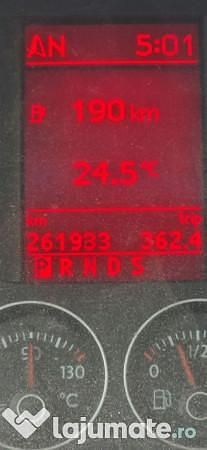 AN 5:01
190 km
24.5 °C
km trip
261983 362.4
P R N D S
90 130 °C
0 1/2
Lajumate.ro